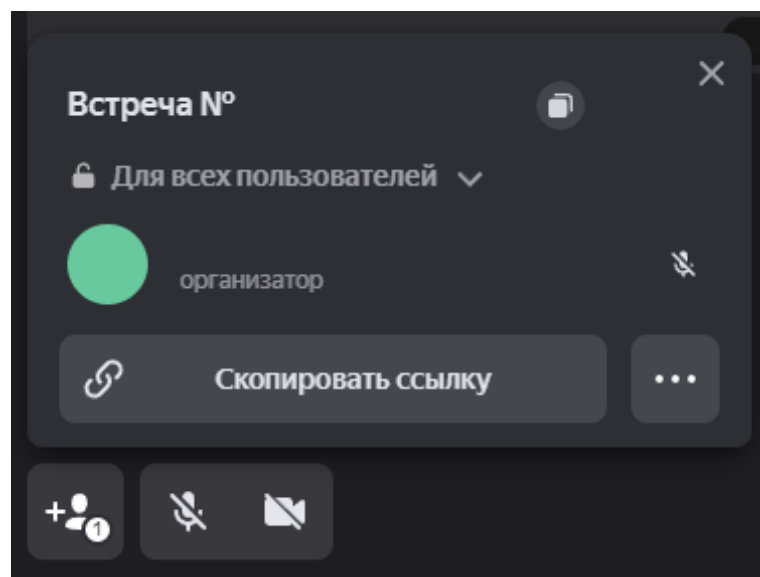 Встреча №
Для всех пользователей
организатор
Скопировать ссылку
1